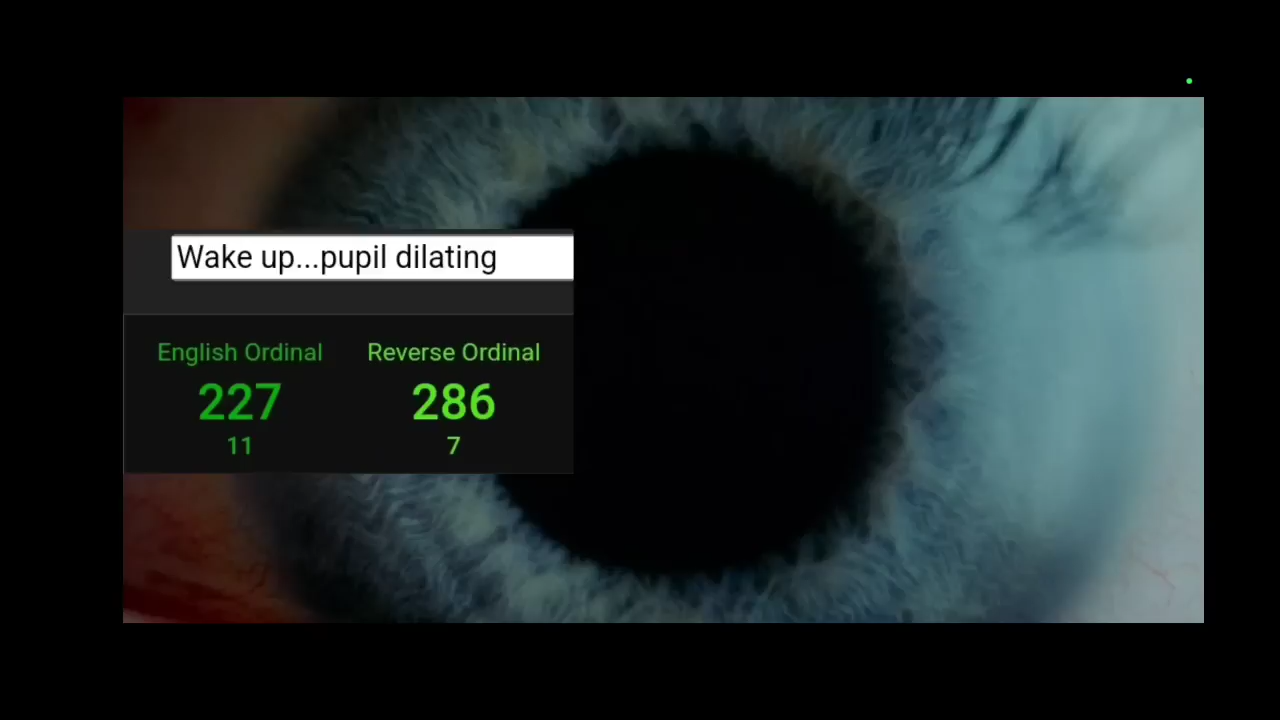 Wake up...pupil dilating
English Ordinal Reverse Ordinal
227 286
11 7